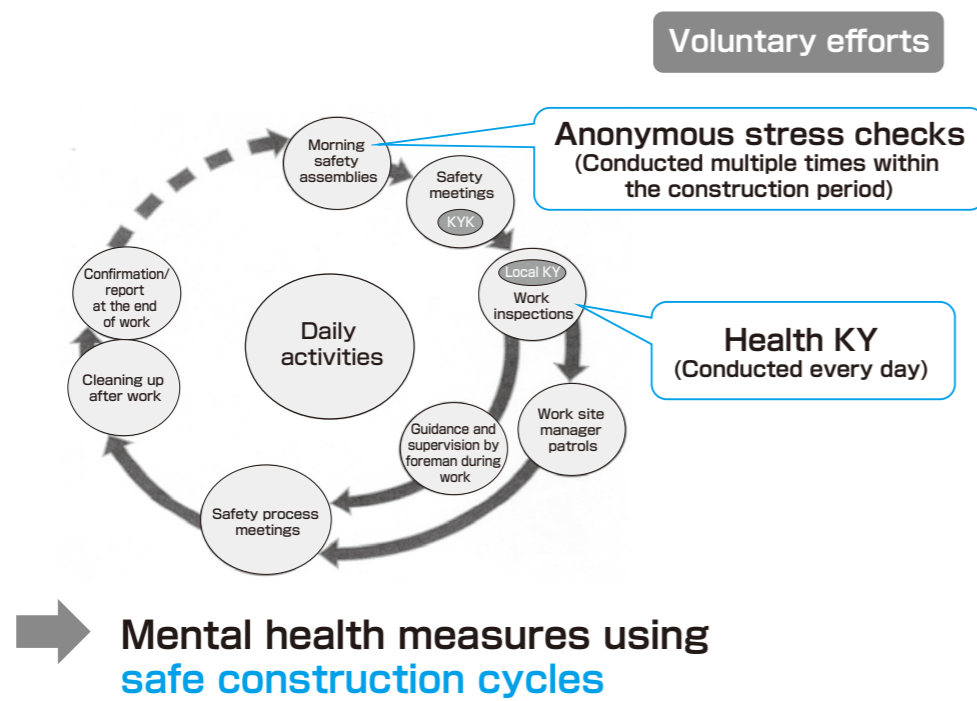 Voluntary efforts
Morning
safety
assemblies
Anonymous stress checks
(Conducted multiple times within
the construction period)
Safety
meetings
KYK
Local KY
Work
inspections
Health KY
(Conducted every day)
Confirmation/
report
at the end
of work
Daily
activities
Cleaning up
after work
Guidance and
supervision by
foreman during
work
Work site
manager
patrols
Safety process
meetings
Mental health measures using
safe construction cycles